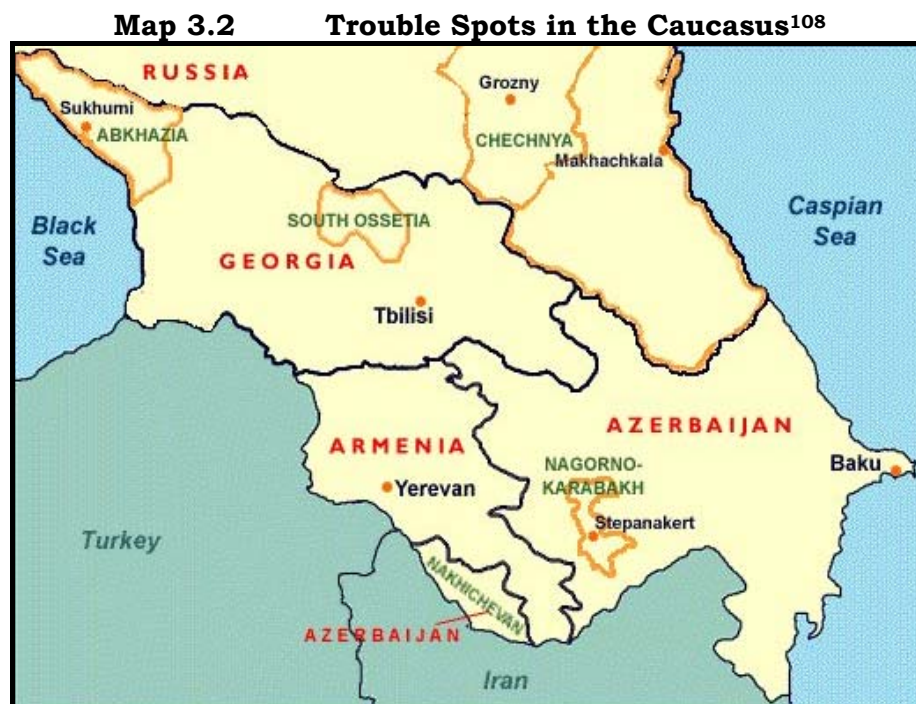 Map 3.2 Trouble Spots in the Caucasus108
RUSSIA
Grozny
Sukhumi
ABKHAZIA
CHECHNYA
Makhachkala
Black
Sea
SOUTH OSSETIA
Caspian
Sea
GEORGIA
Tbilisi
AZERBAIJAN
ARMENIA
NAGORNO-
KARABAKH
Baku
Yerevan
Stepanakert
Turkey
NAKHICHEVAN
AZERBAIJAN
Iran